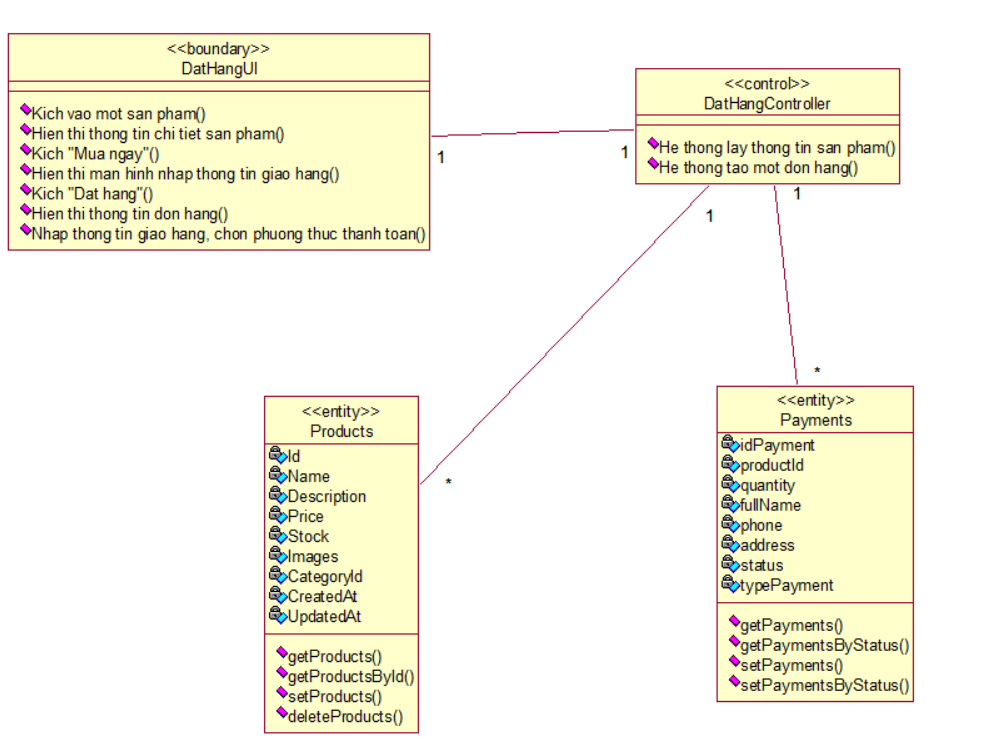 <<boundary>>
DatHangUI
Kich vao mot san pham()
Hien thi thong tin chi tiet san pham()
Kich "Mua ngay"()
Hien thi man hinh nhap thong tin giao hang()
Kich "Dat hang"()
Hien thi thong tin don hang()
Nhap thong tin giao hang, chon phuong thuc thanh toan()
1
1
<<control>>
DatHangController
He thong lay thong tin san pham()
He thong tao mot don hang()
1
1
*
*
<<entity>>
Products
Id
Name
Description
Price
Stock
Images
CategoryId
CreatedAt
UpdatedAt
getProducts()
getProductsById()
setProducts()
deleteProducts()
<<entity>>
Payments
idPayment
productId
quantity
fullName
phone
address
status
typePayment
getPayments()
getPaymentsByStatus()
setPayments()
setPaymentsByStatus()